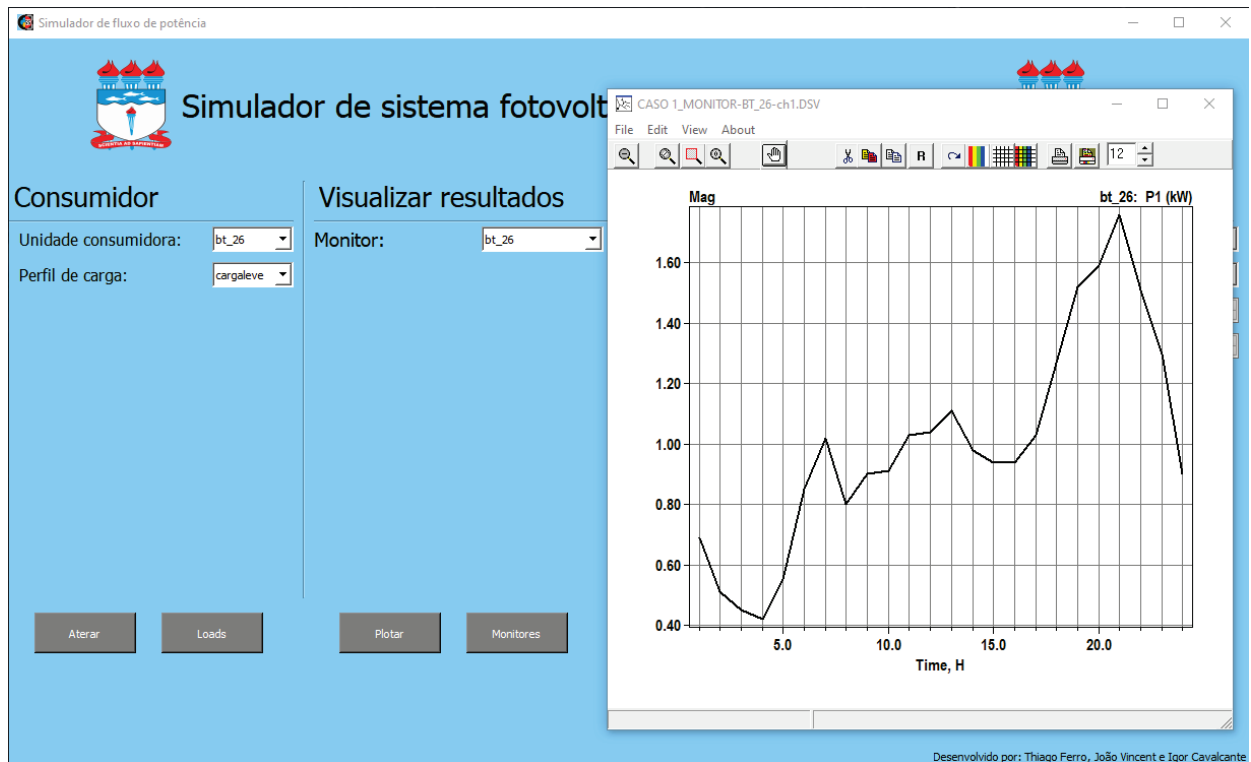 Simulador de fluxo de potência
Simulador de sistema fotovolt
SCIENTIA AD SAPIENTIAM
Consumidor
Unidade consumidora: bt_26
Perfil de carga: cargaleve
Visualizar resultados
Monitor: bt_26
Aterar
Loads
Plotar
Monitores
CASO 1_MONITOR-BT_26-ch1.DSV
File Edit View About
R
12
Mag
bt_26: P1 (kW)
1.60
1.40
1.20
1.00
0.80
0.60
0.40
5.0 10.0 15.0 20.0
Time, H
Desenvolvido por: Thiago Ferro, João Vincent e Igor Cavalcante